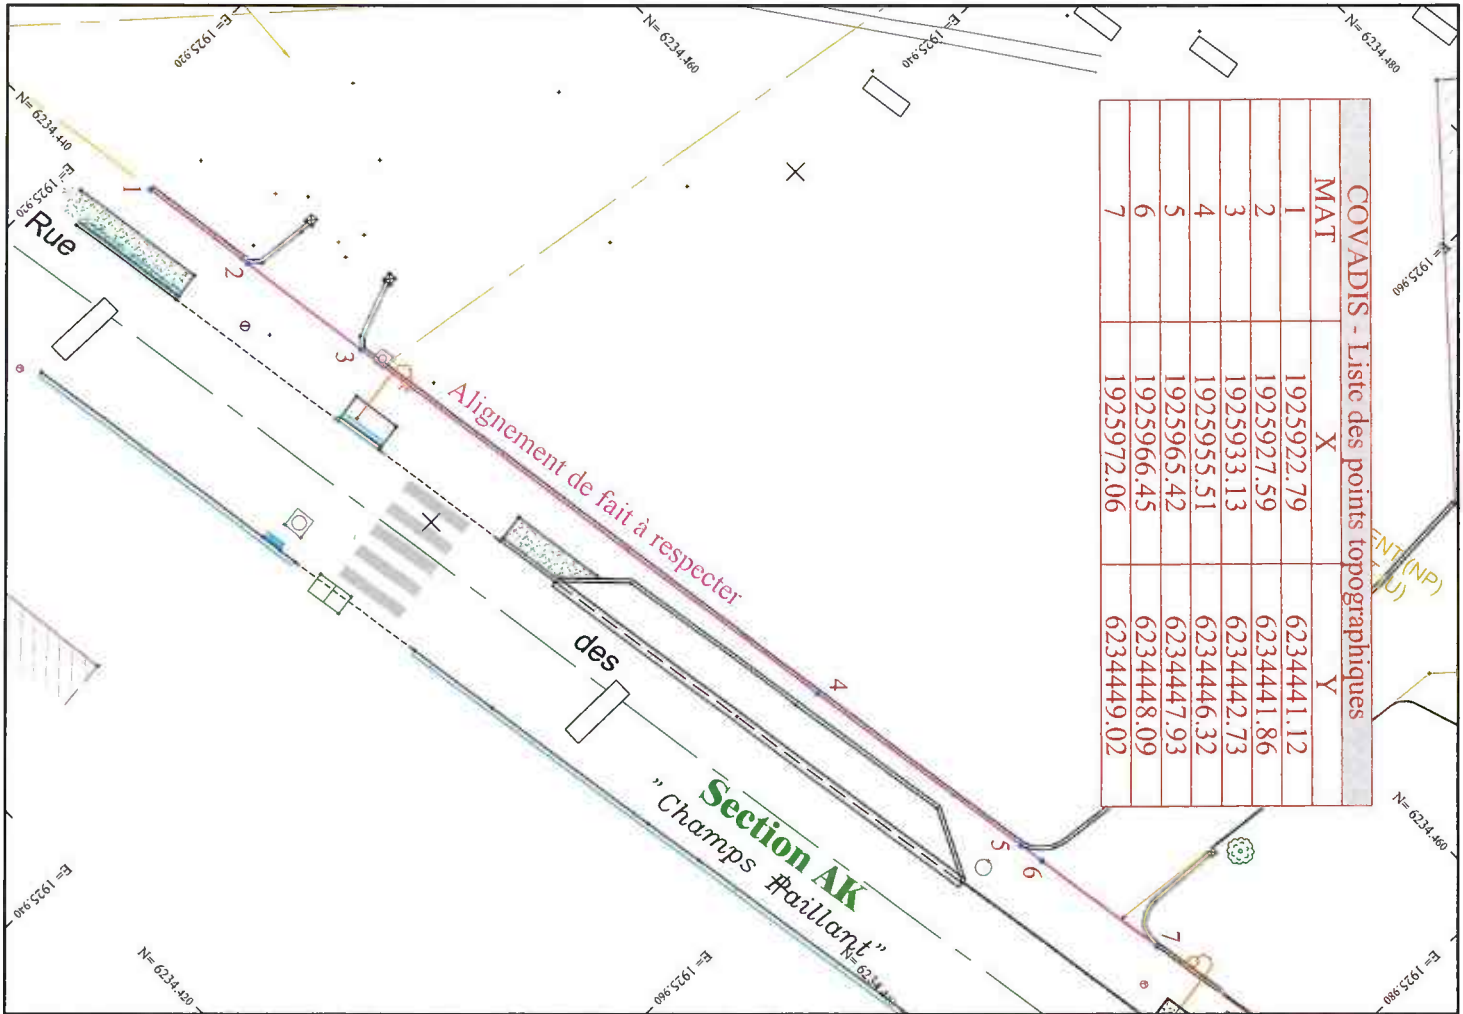 COVADIS - Liste des points topographiques
MAT X Y
1 1925922.79 6234441.12
2 1925927.59 6234441.86
3 1925933.13 6234442.73
4 1925955.51 6234446.32
5 1925965.42 6234447.93
6 1925966.45 6234448.09
7 1925972.06 6234449.02
E= 1925.920
N= 6234.460
E= 1925.940
N= 6234.480
N= 6234.440
E= 1925.920
E= 1925.960
Rue
1
2
3
Alignement de fait à respecter
(NP)
des
4
5
6
7
Section AK
"Champs Paillant"
N= 6234.460
E= 1925.940
N= 6234.420
E= 1925.960
E= 1925.980